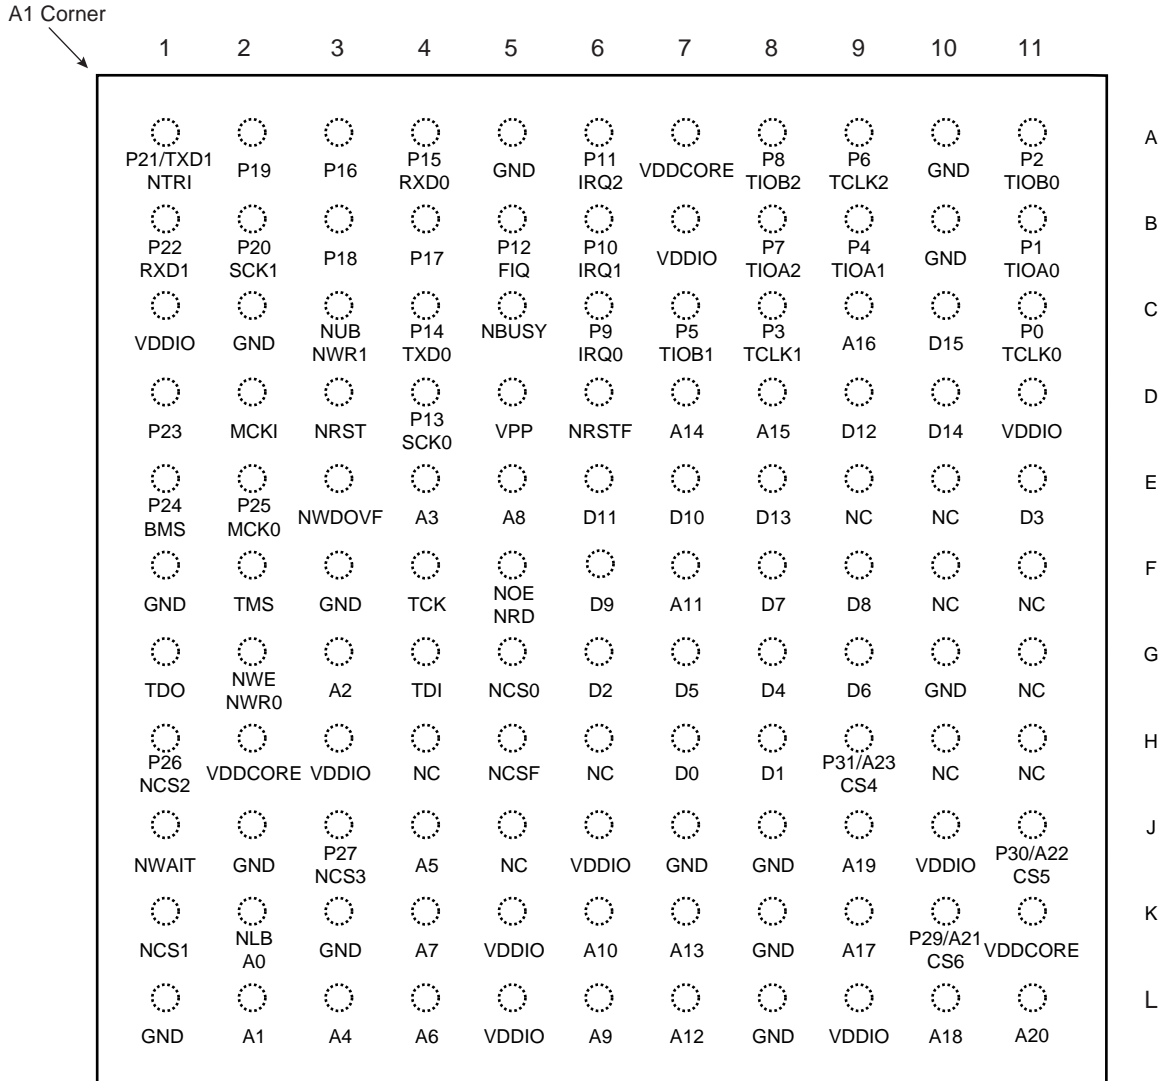 A1 Corner
1 2 3 4 5 6 7 8 9 10 11
A
P21/TXD1 P19 P16 P15 GND P11 VDDCORE P8 P6 GND P2
NTRI RXD0 IRQ2 TIOB2 TCLK2 TIOB0
B
P22 P20 P18 P17 P12 P10 VDDIO P7 P4 GND P1
RXD1 SCK1 FIQ IRQ1 TIOA2 TIOA1 TIOA0
C
VDDIO GND NUB P14 NBUSY P9 P5 P3 A16 D15 P0
NWR1 TXD0 IRQ0 TIOB1 TCLK1 TCLK0
D
P23 MCKI NRST P13 VPP NRSTF A14 A15 D12 D14 VDDIO
SCK0
E
P24 P25 NWDOVF A3 A8 D11 D10 D13 NC NC D3
BMS MCK0
F
GND TMS GND TCK NOE D9 A11 D7 D8 NC NC
NRD
G
TDO NWE A2 TDI NCS0 D2 D5 D4 D6 GND NC
NWR0
H
P26 VDDCORE VDDIO NC NCSF NC D0 D1 P31/A23 NC NC
NCS2 CS4
J
NWAIT GND P27 A5 NC VDDIO GND GND A19 VDDIO P30/A22
NCS3 CS5
K
NCS1 NLB GND A7 VDDIO A10 A13 GND A17 P29/A21 VDDCORE
A0 CS6
L
GND A1 A4 A6 VDDIO A9 A12 GND VDDIO A18 A20